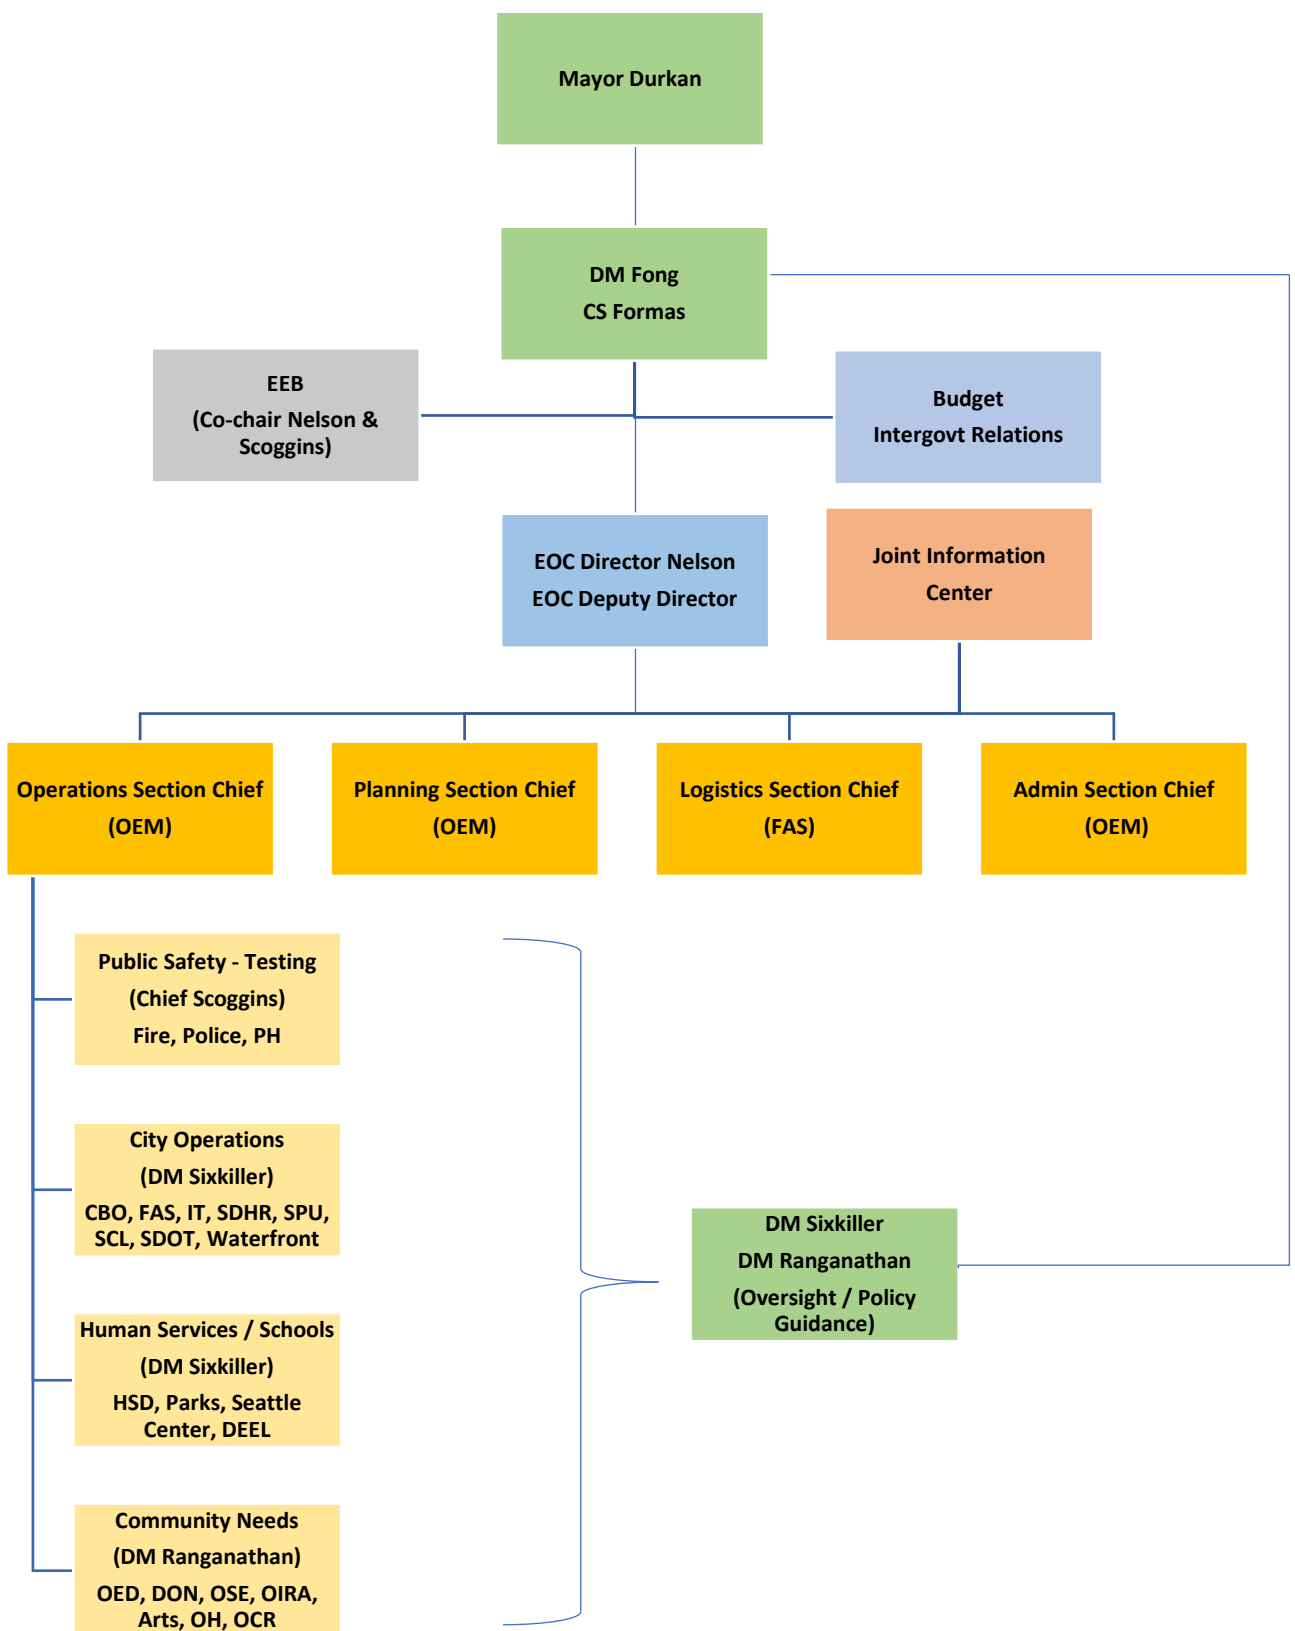 Mayor Durkan
DM Fong
CS Formas
EEB
(Co-chair Nelson &
Scoggins)
Budget
Intergovt Relations
EOC Director Nelson
EOC Deputy Director
Joint Information
Center
Operations Section Chief
(OEM)
Planning Section Chief
(OEM)
Logistics Section Chief
(FAS)
Admin Section Chief
(OEM)
Public Safety - Testing
(Chief Scoggins)
Fire, Police, PH
City Operations
(DM Sixkiller)
CBO, FAS, IT, SDHR, SPU,
SCL, SDOT, Waterfront
Human Services / Schools
(DM Sixkiller)
HSD, Parks, Seattle
Center, DEEL
Community Needs
(DM Ranganathan)
OED, DON, OSE, OIRA,
Arts, OH, OCR
DM Sixkiller
DM Ranganathan
(Oversight / Policy
Guidance)